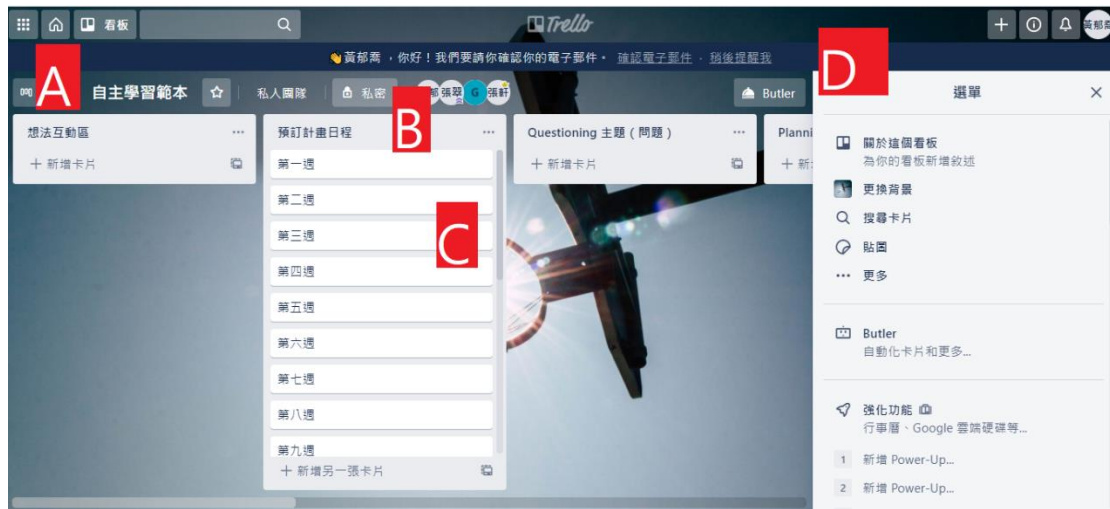 看板
Trello
黃郁喬，你好！我們要請你確認你的電子郵件。 確認電子郵件 · 稍後提醒我
A
自主學習範本
私人團隊
私密
張翠
G
張軒
Butler
B
D
選單
想法互動區
＋ 新增卡片
預訂計畫日程
第一週
第二週
第三週
第四週
第五週
第六週
第七週
第八週
第九週
＋ 新增另一張卡片
C
Questioning 主題（問題）
＋ 新增卡片
Planni
＋ 新增
關於這個看板
為你的看板新增敘述
更換背景
搜尋卡片
貼圖
更多
Butler
自動化卡片和更多…
強化功能
行事曆、Google 雲端硬碟等…
1 新增 Power-Up…
2 新增 Power-Up…